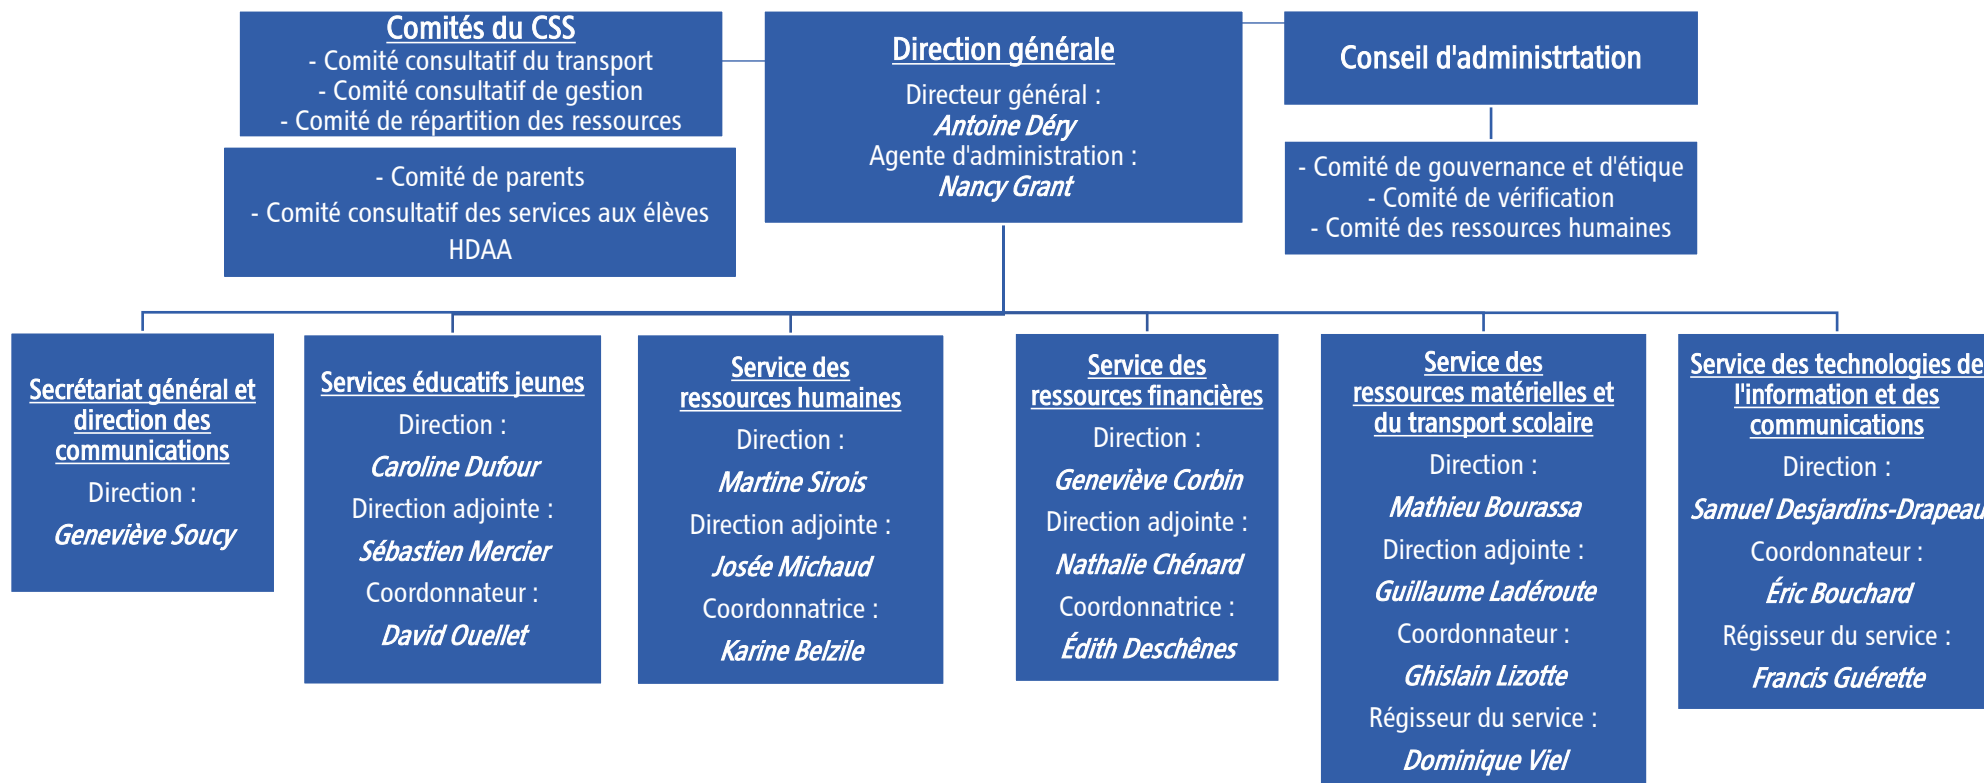 Comités du CSS
- Comité consultatif du transport
- Comité consultatif de gestion
- Comité de répartition des ressources
- Comité de parents
- Comité consultatif des services aux élèves
HDAA
Direction générale
Directeur général :
Antoine Déry
Agente d'administration :
Nancy Grant
Conseil d'administrtation
- Comité de gouvernance et d'étique
- Comité de vérification
- Comité des ressources humaines
Secrétariat général et
direction des
communications
Direction :
Geneviève Soucy
Services éducatifs jeunes
Direction :
Caroline Dufour
Direction adjointe :
Sébastien Mercier
Coordonnateur :
David Ouellet
Service des
ressources humaines
Direction :
Martine Sirois
Direction adjointe :
Josée Michaud
Coordonnatrice :
Karine Belzile
Service des
ressources financières
Direction :
Geneviève Corbin
Direction adjointe :
Nathalie Chénard
Coordonnatrice :
Édith Deschênes
Service des
ressources matérielles et
du transport scolaire
Direction :
Mathieu Bourassa
Direction adjointe :
Guillaume Ladéroute
Coordonnateur :
Ghislain Lizotte
Régisseur du service :
Dominique Viel
Service des technologies de
l'information et des
communications
Direction :
Samuel Desjardins-Drapeau
Coordonnateur :
Éric Bouchard
Régisseur du service :
Francis Guérette